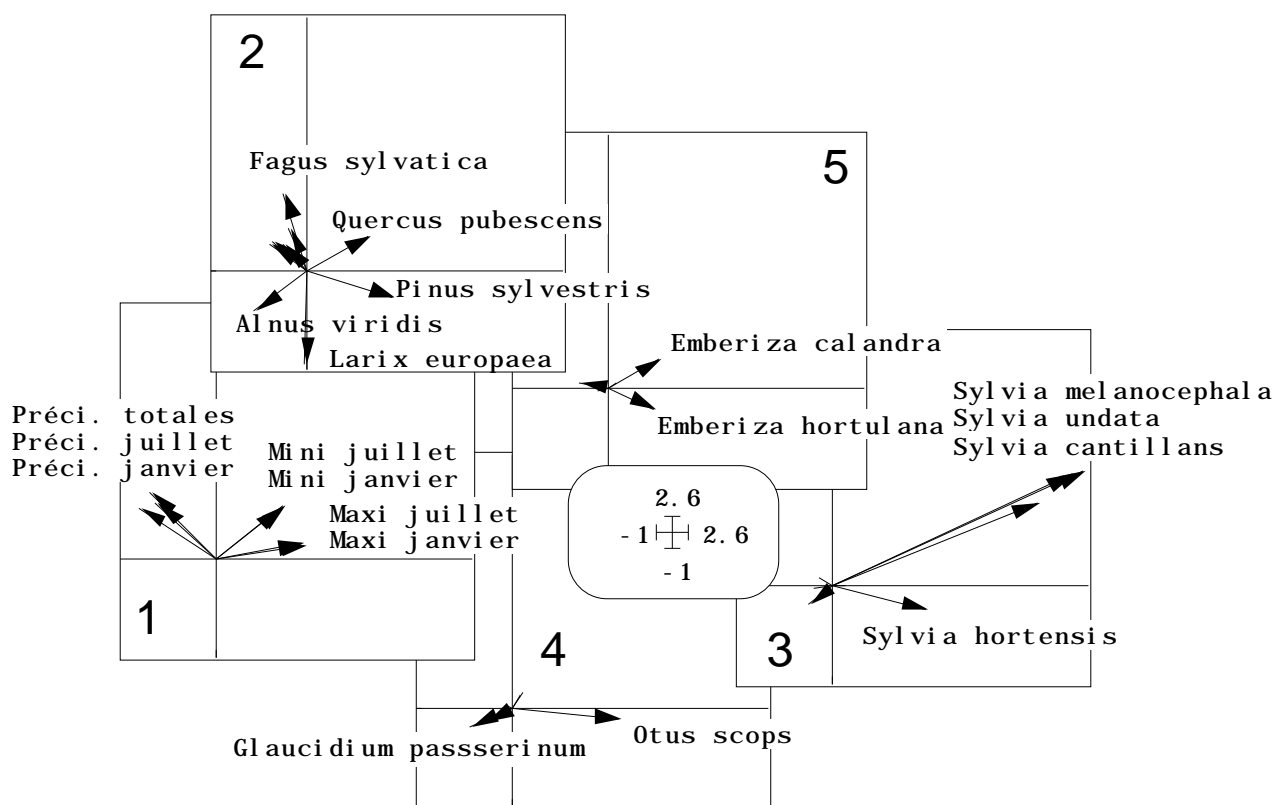 2
Fagus sylvatica
Quercus pubescens
Pinus sylvestris
Alnus viridis
Larix europaea
5
Emberiza calandra
Emberiza hortulana
Sylvia melanocephala
Sylvia undata
Sylvia cantillans
Sylvia hortensis
3
Préci. totales
Préci. juillet
Préci. janvier
Mini juillet
Mini janvier
Maxi juillet
Maxi janvier
1
2.6
-1 2.6
-1
4
Glaucidium passserinum
Otus scops